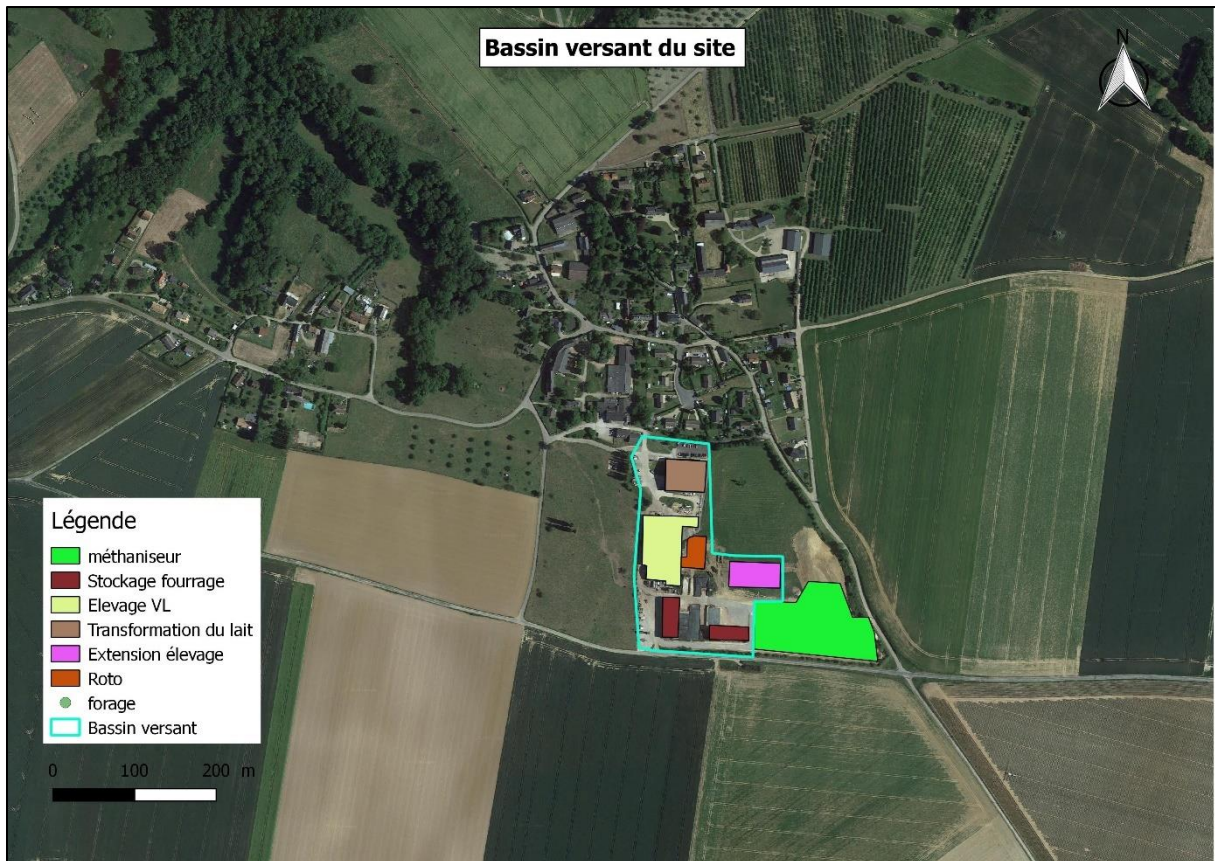 Bassin versant du site
N
Légende
méthaniseur
Stockage fourrage
Elevage VL
Transformation du lait
Extension élevage
Roto
forage
Bassin versant
0 100 200 m